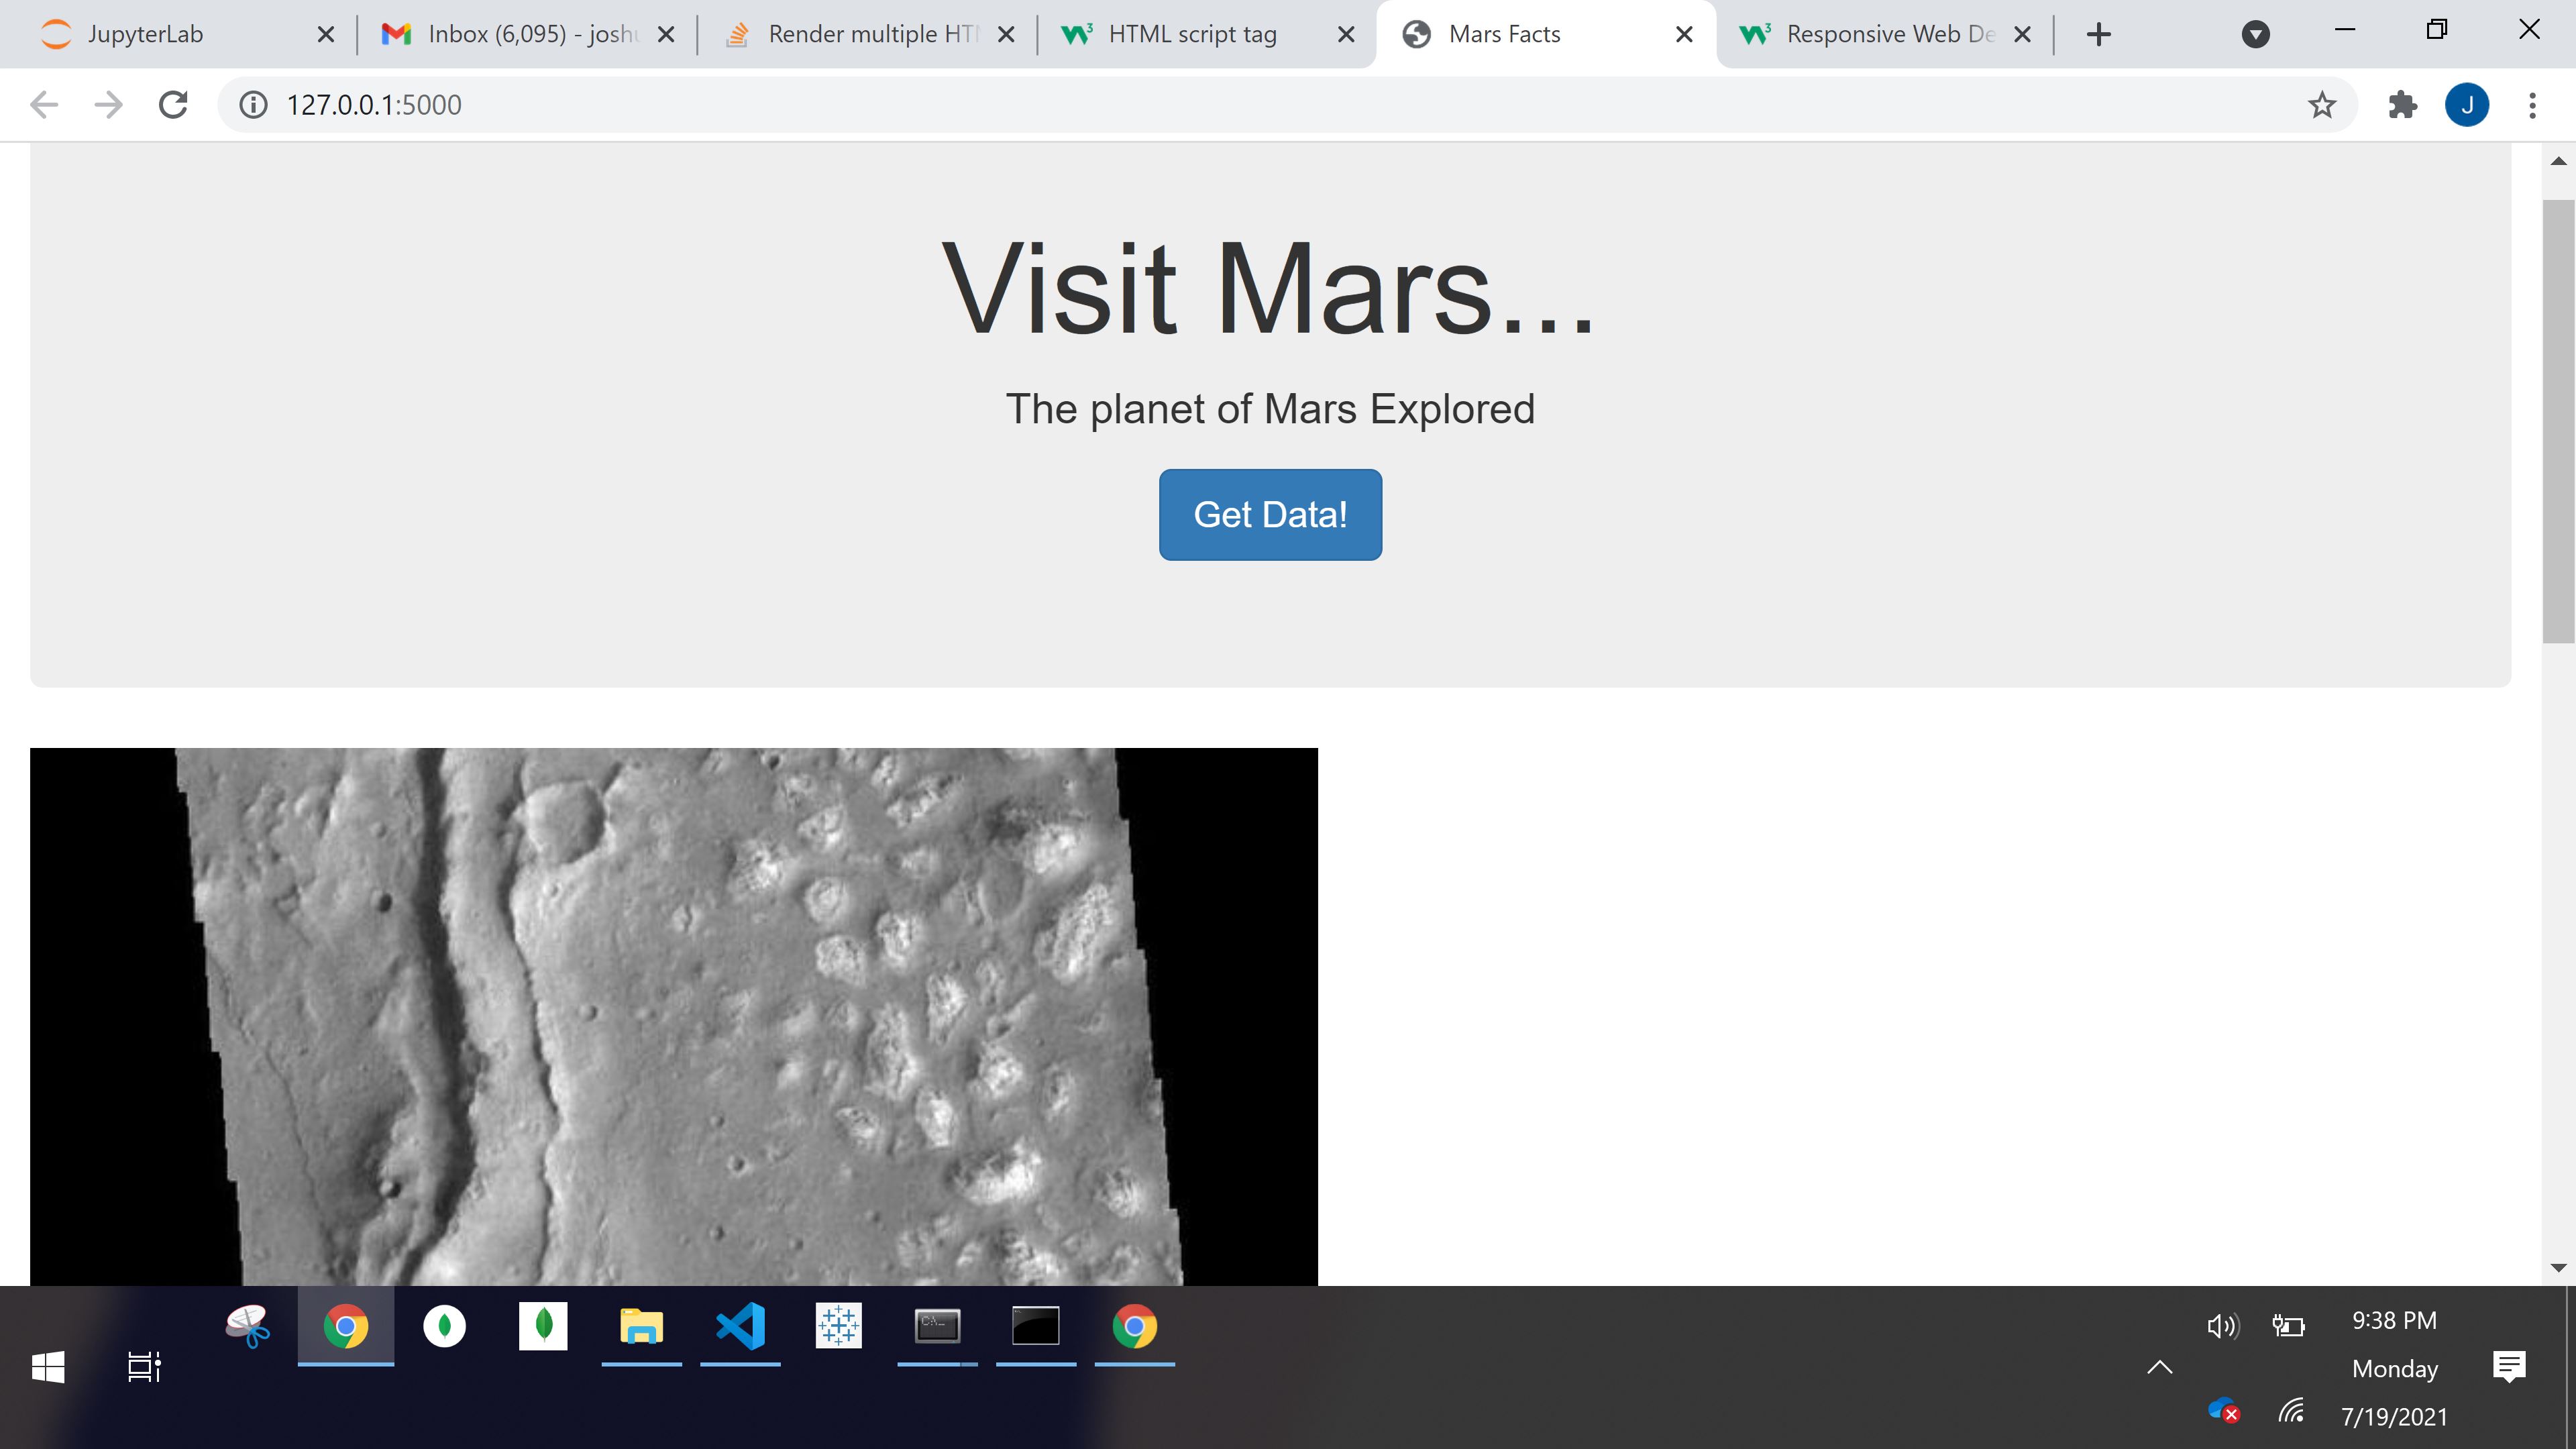 JupyterLab
Inbox (6,095) - josh
Render multiple HT
HTML script tag
Mars Facts
Responsive Web De
127.0.0.1:5000
J
Visit Mars...
The planet of Mars Explored
Get Data!
9:38 PM
Monday
7/19/2021